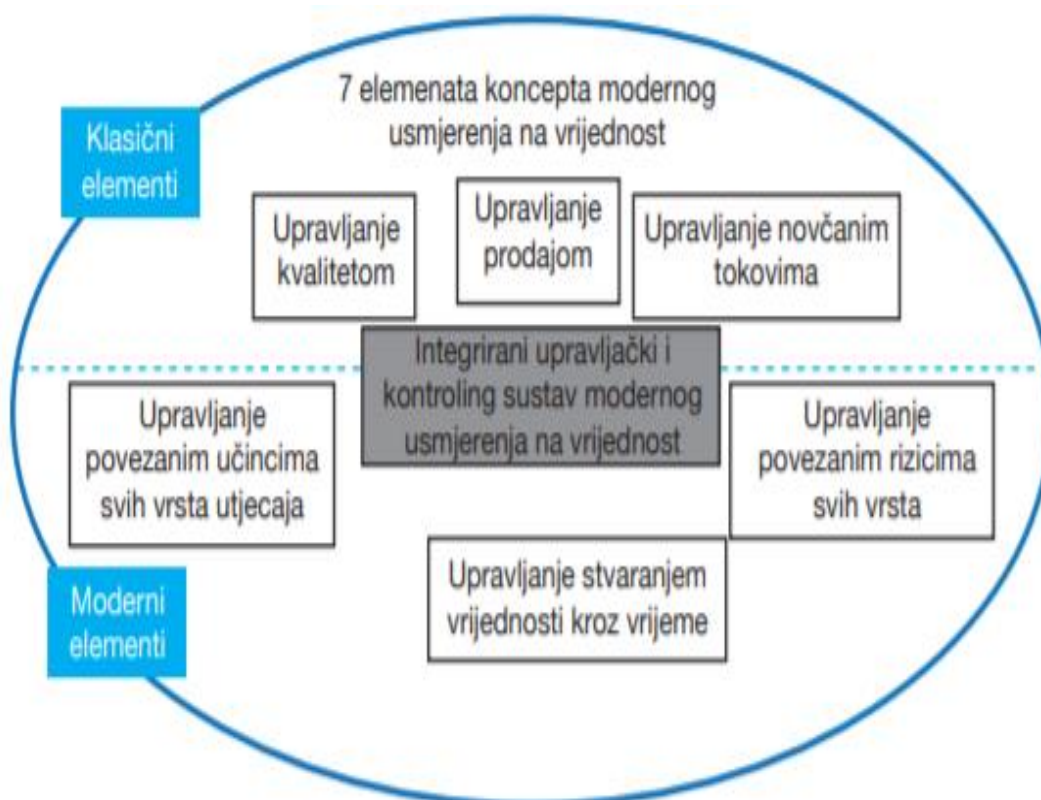 7 elemenata koncepta modernog
usmjerenja na vrijednost
Klasični
elementi
Upravljanje
kvalitetom
Upravljanje
prodajom
Upravljanje novčanim
tokovima
Integrirani upravljački i
kontroling sustav modernog
usmjerenja na vrijednost
Upravljanje
povezanim učincima
svih vrsta utjecaja
Upravljanje
povezanim rizicima
svih vrsta
Upravljanje stvaranjem
vrijednosti kroz vrijeme
Moderni
elementi